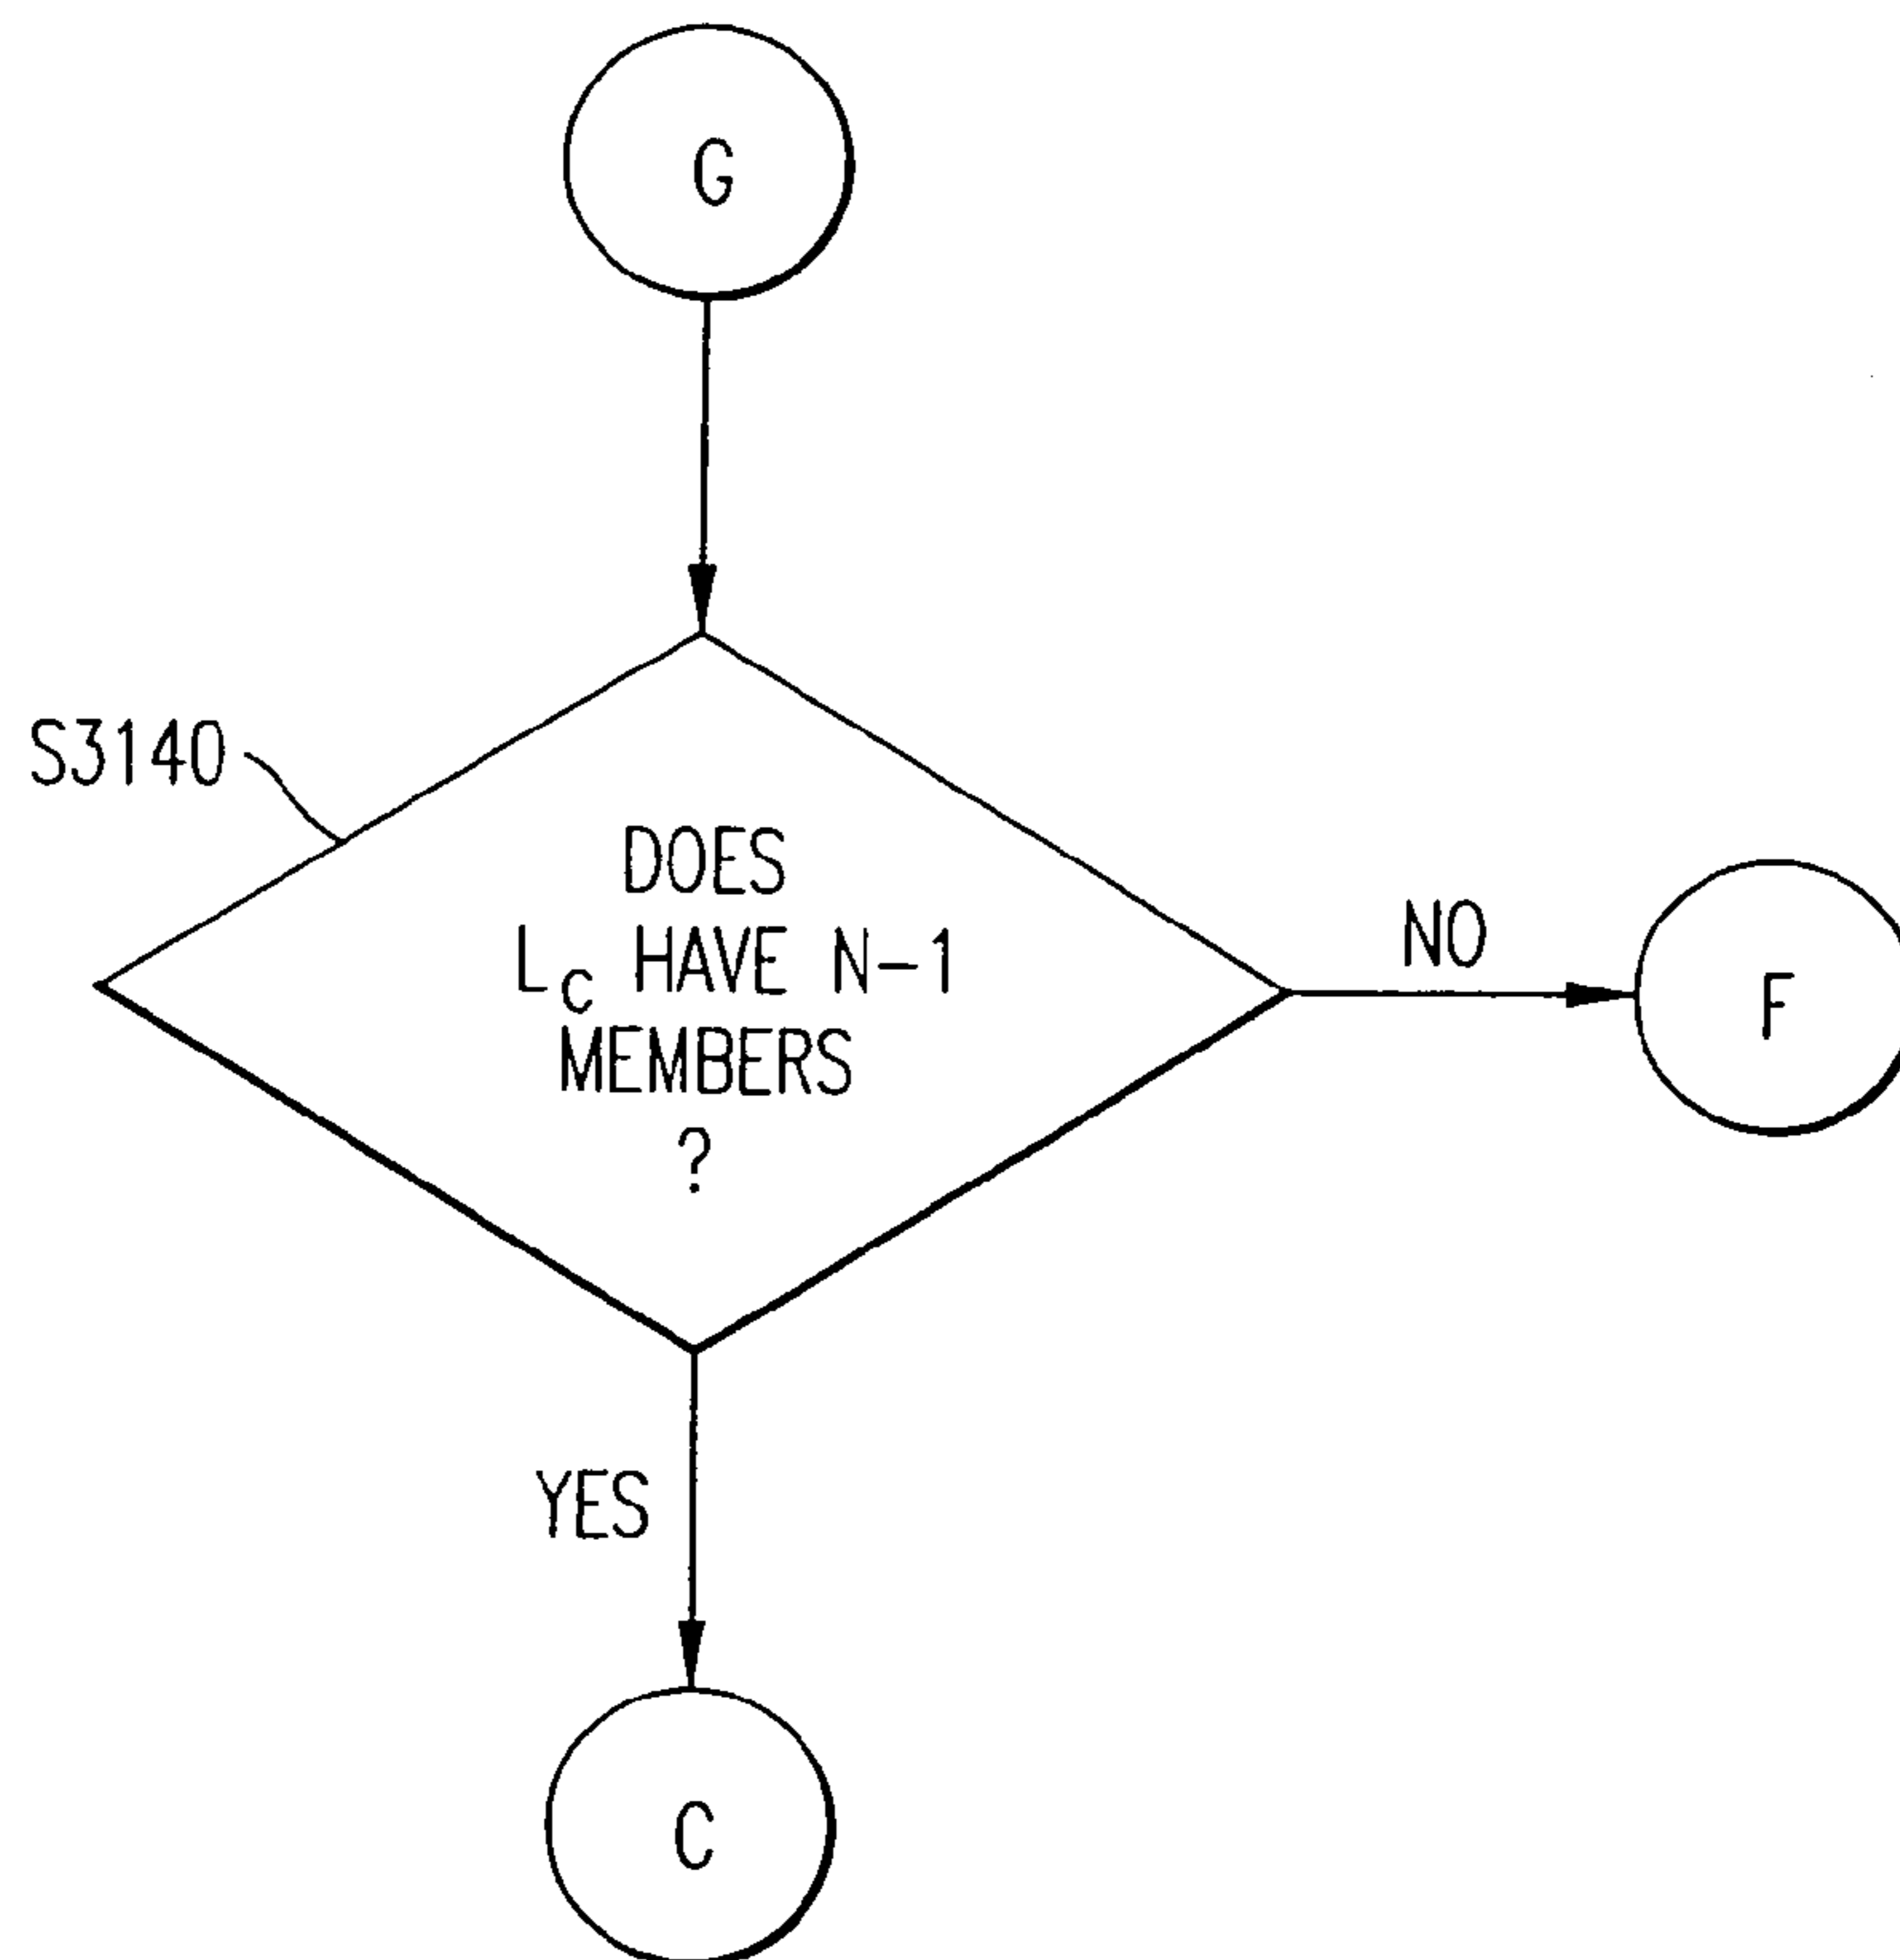 G
S3140
DOES
L_C HAVE N-1
MEMBERS
?
NO
F
YES
C